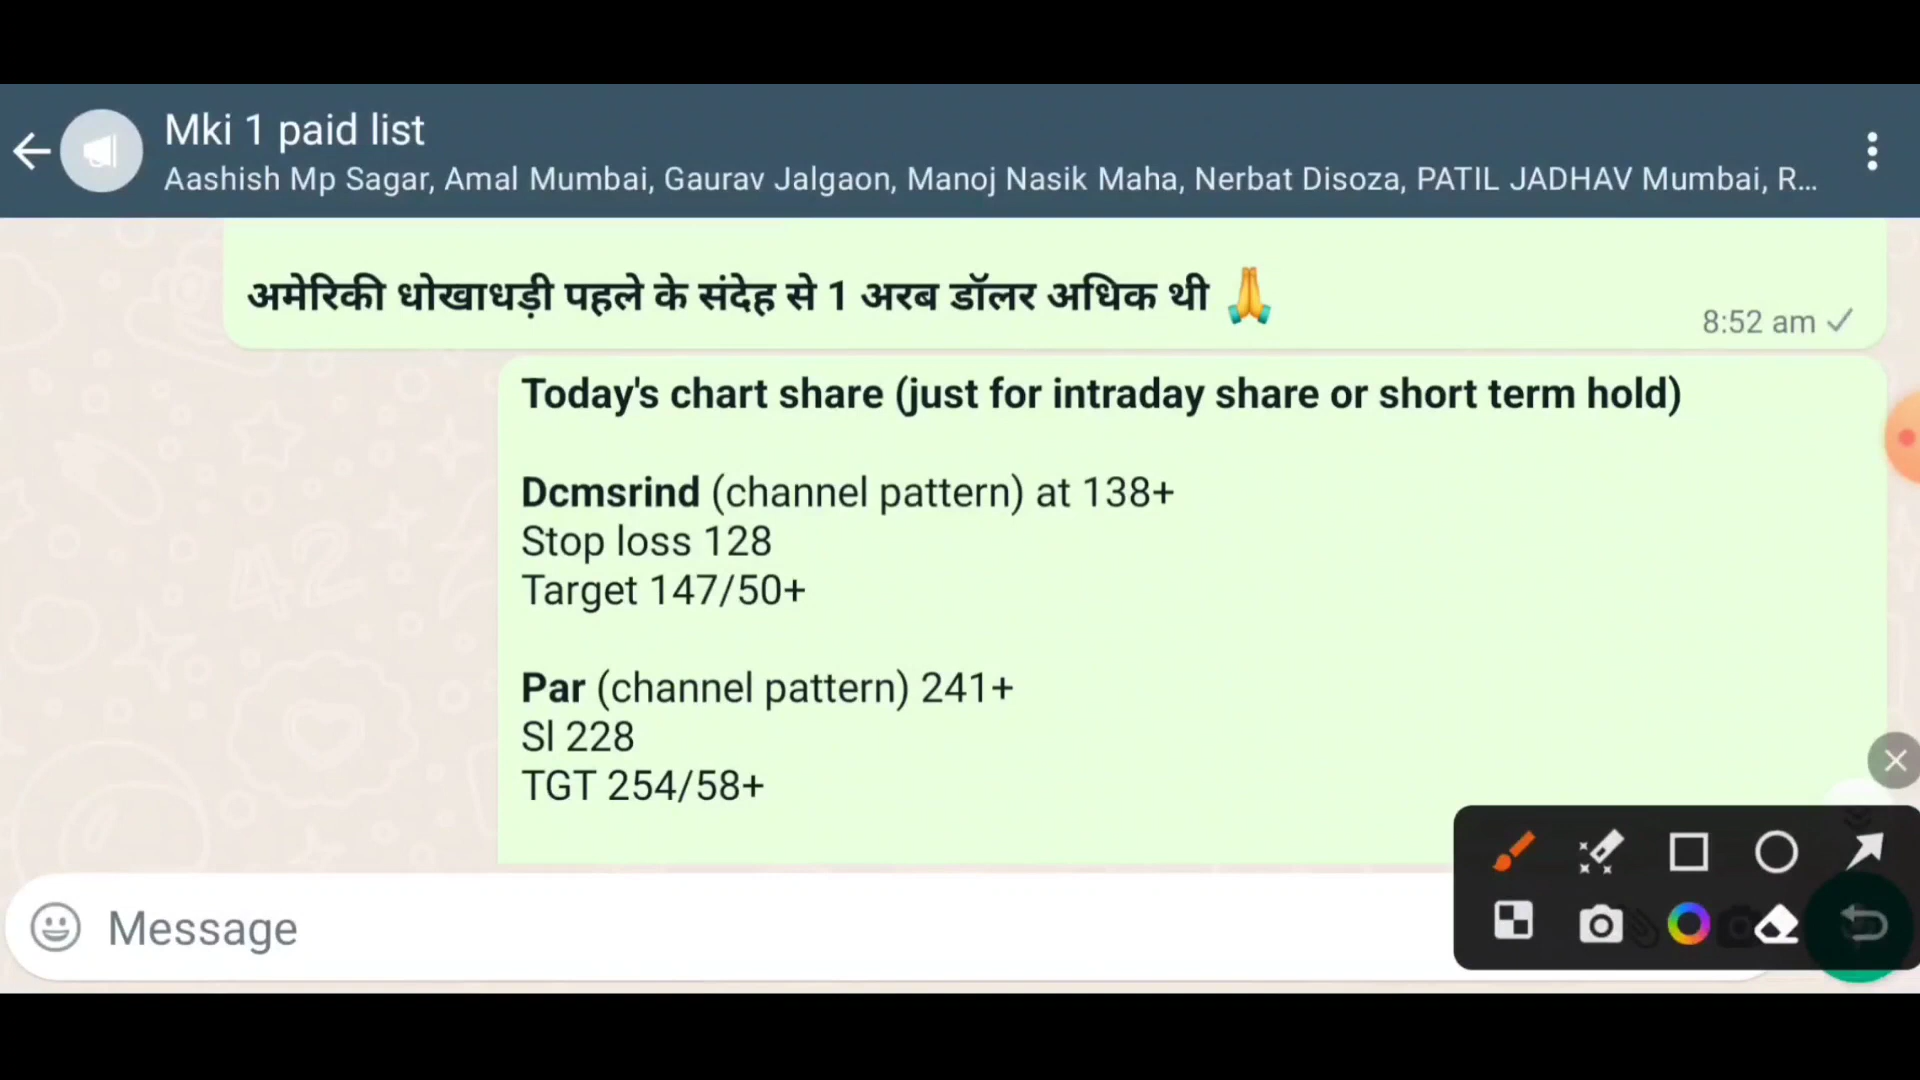 Mki 1 paid list
Aashish Mp Sagar, Amal Mumbai, Gaurav Jalgaon, Manoj Nasik Maha, Nerbat Disoza, PATIL JADHAV Mumbai, R...
अमेरिकी धोखाधड़ी पहले के संदेह से 1 अरब डॉलर अधिक थी 🙏
8:52 am
Today's chart share (just for intraday share or short term hold)
Dcmsrind (channel pattern) at 138+
Stop loss 128
Target 147/50+
Par (channel pattern) 241+
Sl 228
TGT 254/58+
Message